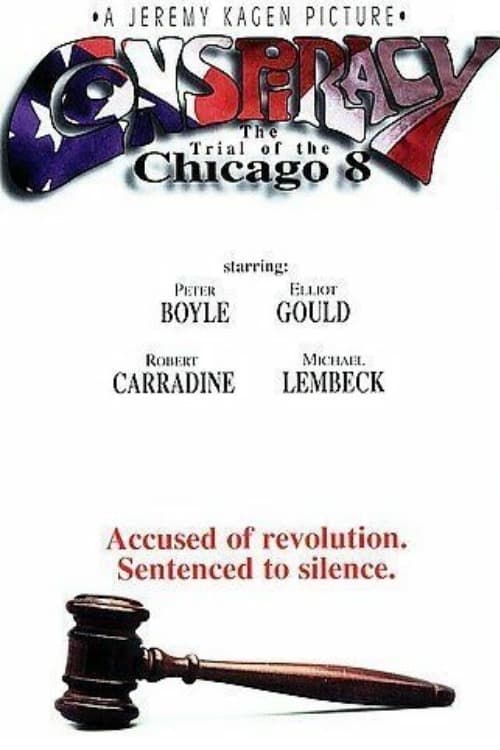 •A JEREMY KAGEN PICTURE•
CONSPIRACY
The
Trial of the
Chicago 8
starring:
PETER ELLIOT
BOYLE GOULD
ROBERT MICHAEL
CARRADINE LEMBECK
Accused of revolution.
Sentenced to silence.